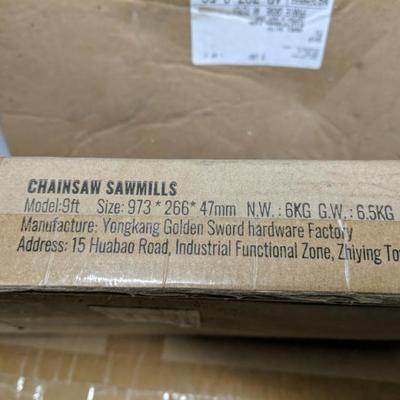 CHAINSAW SAWMILLS
Model:9ft Size: 973*266*47mm N.W.: 6KG G.W.: 6.5KG
Manufacture: Yongkang Golden Sword hardware Factory
Address: 15 Huabao Road, Industrial Functional Zone, Zhiying To